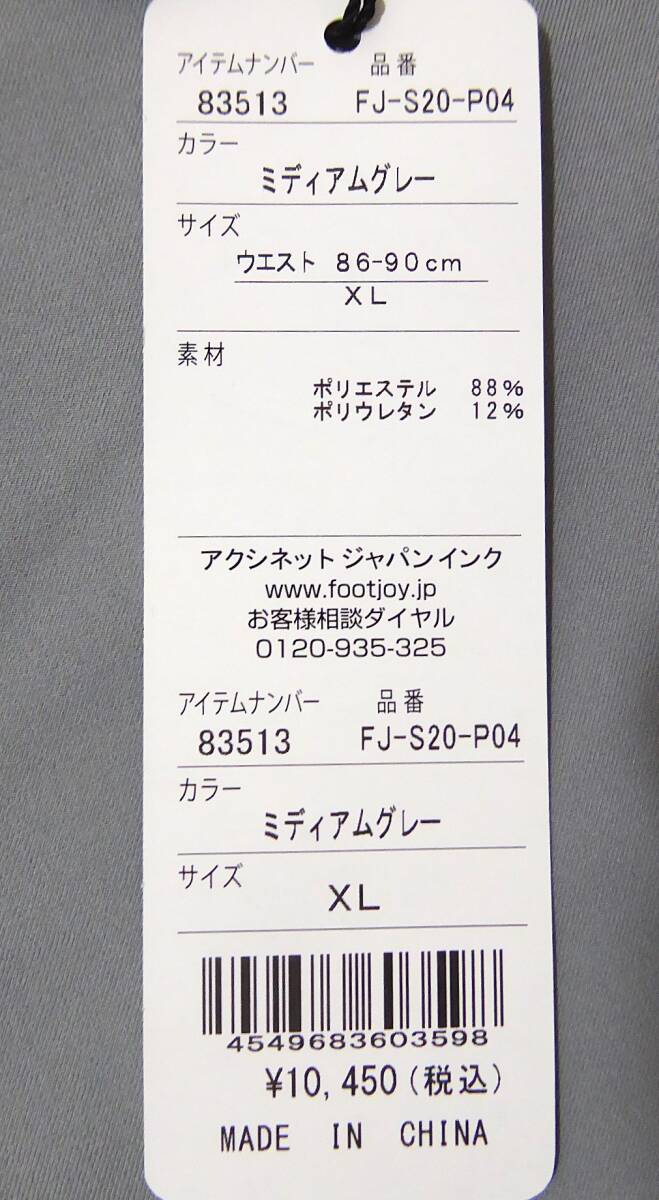 アイテムナンバー 品番
83513 FJ-S20-P04
カラー
ミディアムグレー
サイズ
ウエスト 86-90cm
XL
素材
ポリエステル 88%
ポリウレタン 12%
アクシネット ジャパン インク
www.footjoy.jp
お客様相談ダイヤル
0120-935-325
アイテムナンバー 品番
83513 FJ-S20-P04
カラー
ミディアムグレー
サイズ
XL
4549683603598
¥10,450(税込)
MADE IN CHINA